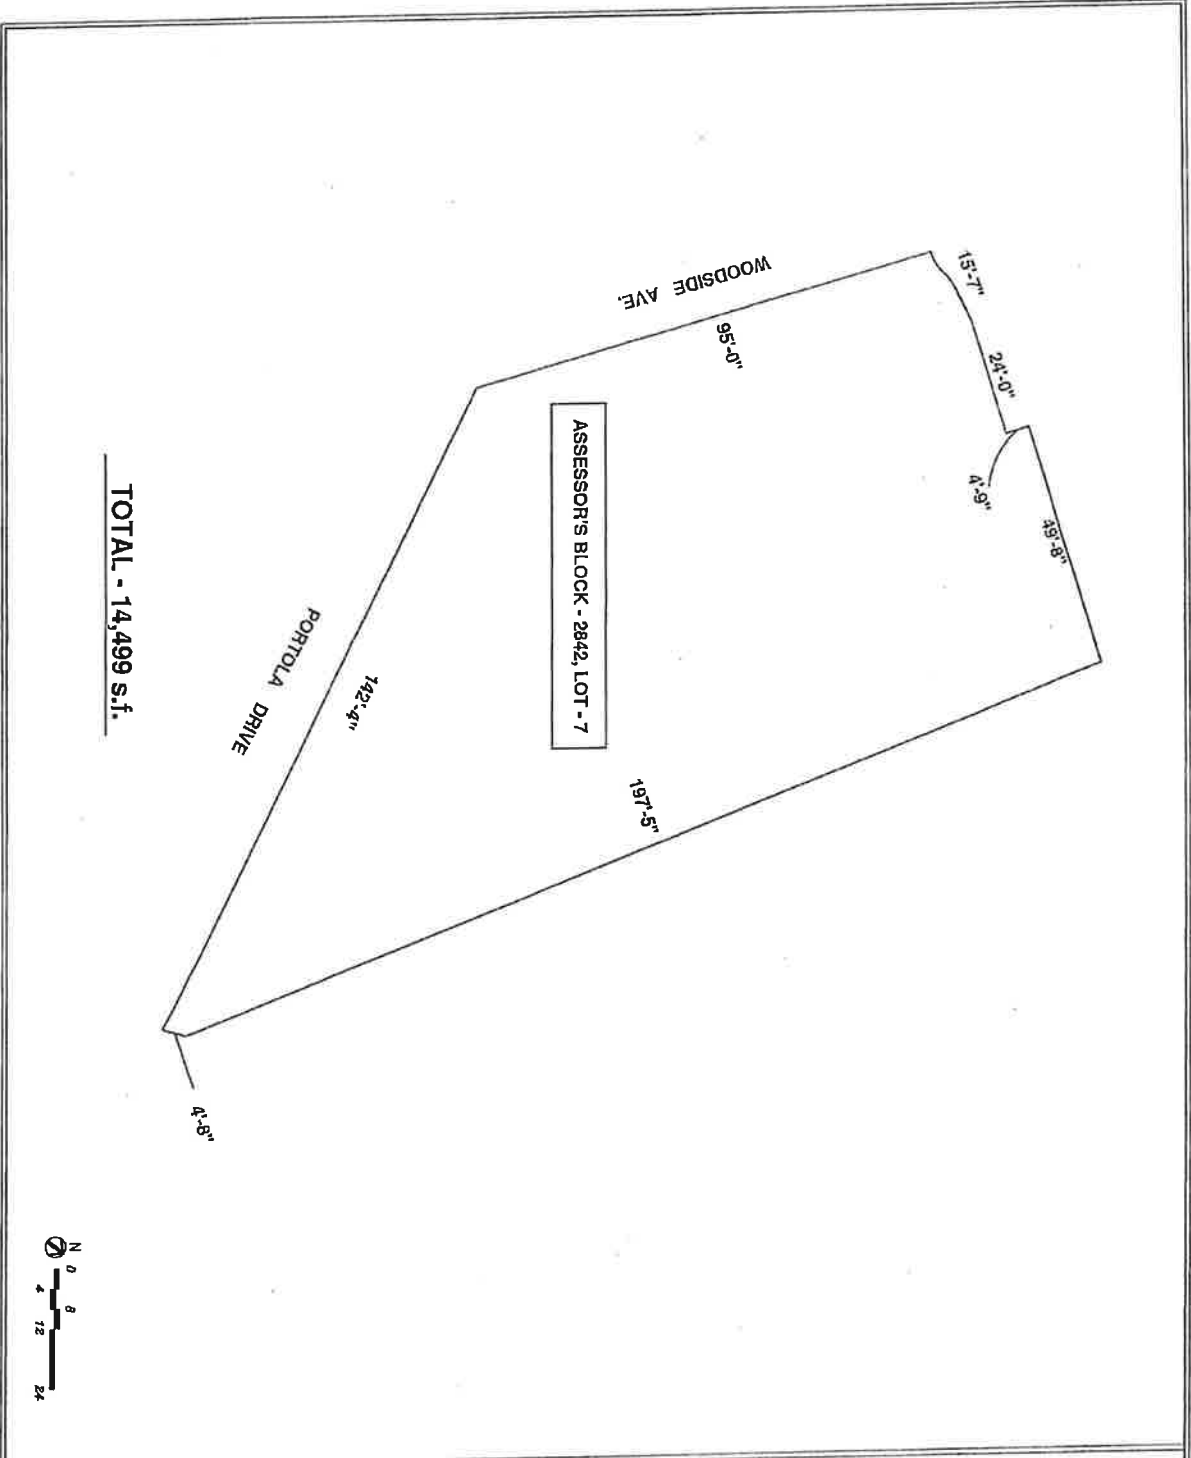 15'-7"
24'-0"
4'-9"
49'-8"
WOODSIDE AVE.
95'-0"
ASSESSOR'S BLOCK - 2842, LOT - 7
197'-5"
142'-4"
PORTOLA DRIVE
4'-8"
TOTAL - 14,499 s.f.
N
0 8
4 12 24